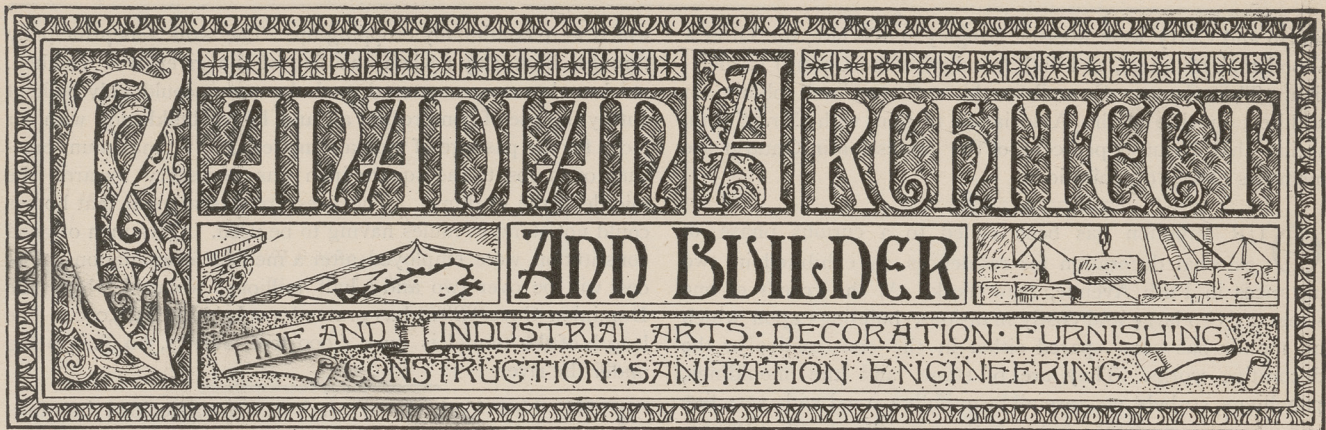 CANADIAN ARCHITECT
AND BUILDER
FINE AND INDUSTRIAL ARTS · DECORATION · FURNISHING
CONSTRUCTION · SANITATION · ENGINEERING ·